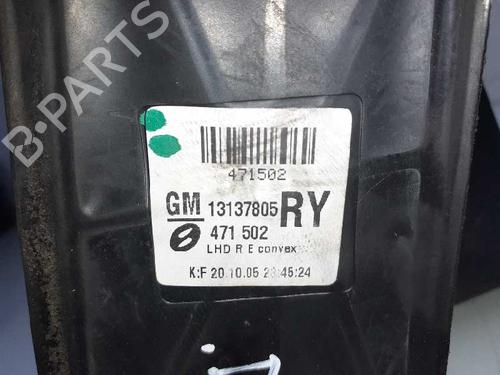 B-PARTS
471502
GM 13137805 RY
471 502
LHD R E convex
K:F 20.10.05 23:45:24